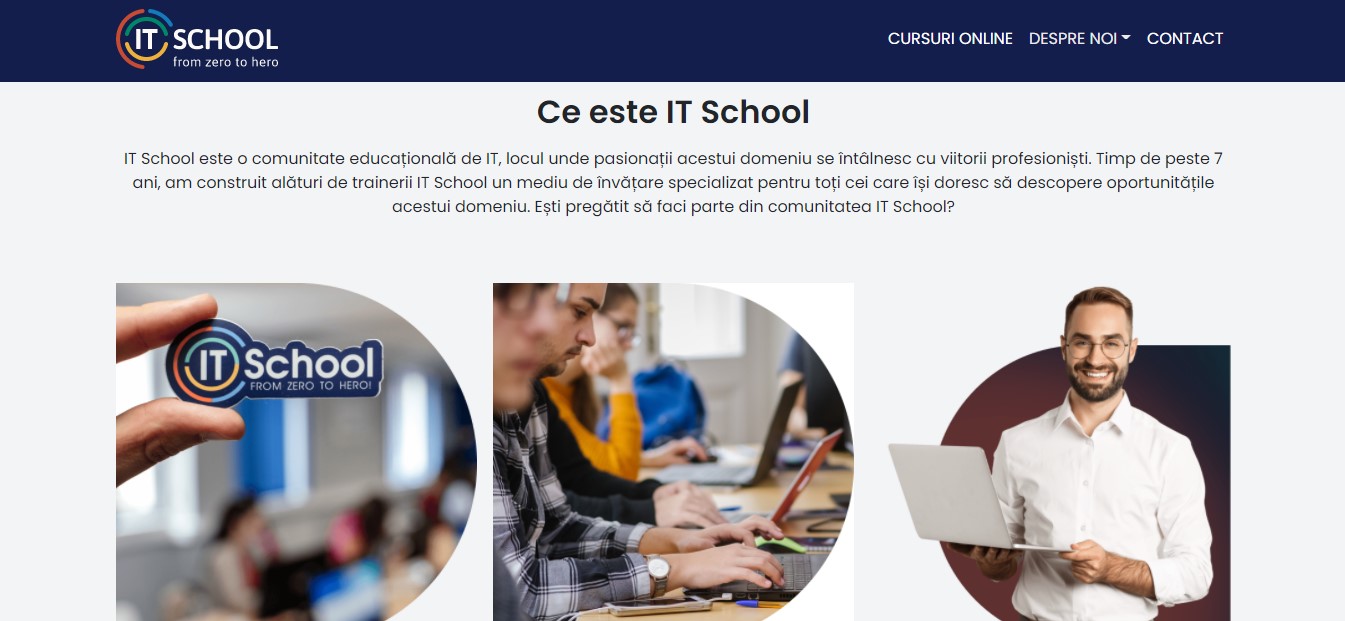 IT SCHOOL
from zero to hero
CURSURI ONLINE DESPRE NOI CONTACT
Ce este IT School
IT School este o comunitate educațională de IT, locul unde pasionații acestui domeniu se întâlnesc cu viitorii profesioniști. Timp de peste 7
ani, am construit alături de trainerii IT School un mediu de învățare specializat pentru toți cei care își doresc să descopere oportunitățile
acestui domeniu. Ești pregătit să faci parte din comunitatea IT School?
IT School
FROM ZERO TO HERO!